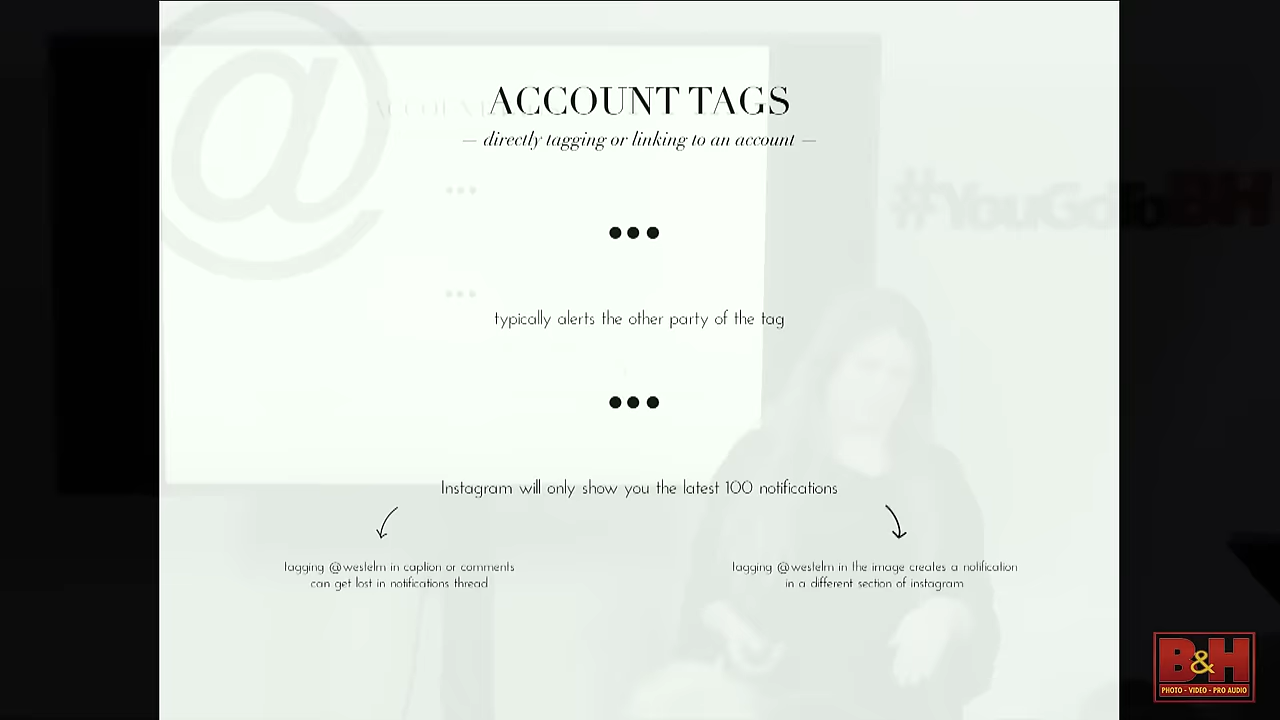 @
ACCOUNT TAGS
— directly tagging or linking to an account —
#YouGoToB&H
•••
typically alerts the other party of the tag
•••
Instagram will only show you the latest 100 notifications
tagging @westelm in caption or comments
can get lost in notifications thread
tagging @westelm in the image creates a notification
in a different section of instagram
B&H
PHOTO - VIDEO - PRO AUDIO